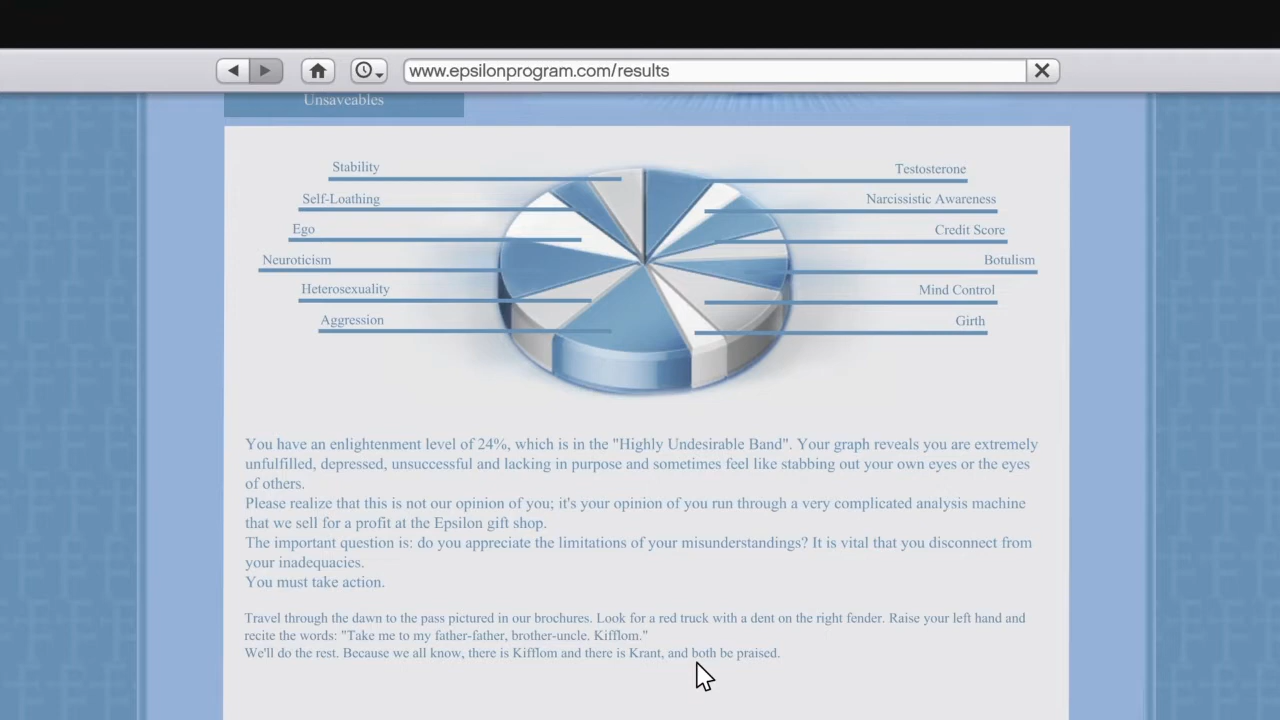 www.epsilonprogram.com/results
Unsaveables
Stability
Self-Loathing
Ego
Neuroticism
Heterosexuality
Aggression
Testosterone
Narcissistic Awareness
Credit Score
Botulism
Mind Control
Girth
You have an enlightenment level of 24%, which is in the "Highly Undesirable Band". Your graph reveals you are extremely
unfulfilled, depressed, unsuccessful and lacking in purpose and sometimes feel like stabbing out your own eyes or the eyes
of others.
Please realize that this is not our opinion of you; it's your opinion of you run through a very complicated analysis machine
that we sell for a profit at the Epsilon gift shop.
The important question is: do you appreciate the limitations of your misunderstandings? It is vital that you disconnect from
your inadequacies.
You must take action.
Travel through the dawn to the pass pictured in our brochures. Look for a red truck with a dent on the right fender. Raise your left hand and
recite the words: "Take me to my father-father, brother-uncle. Kifflom."
We'll do the rest. Because we all know, there is Kifflom and there is Krant, and both be praised.